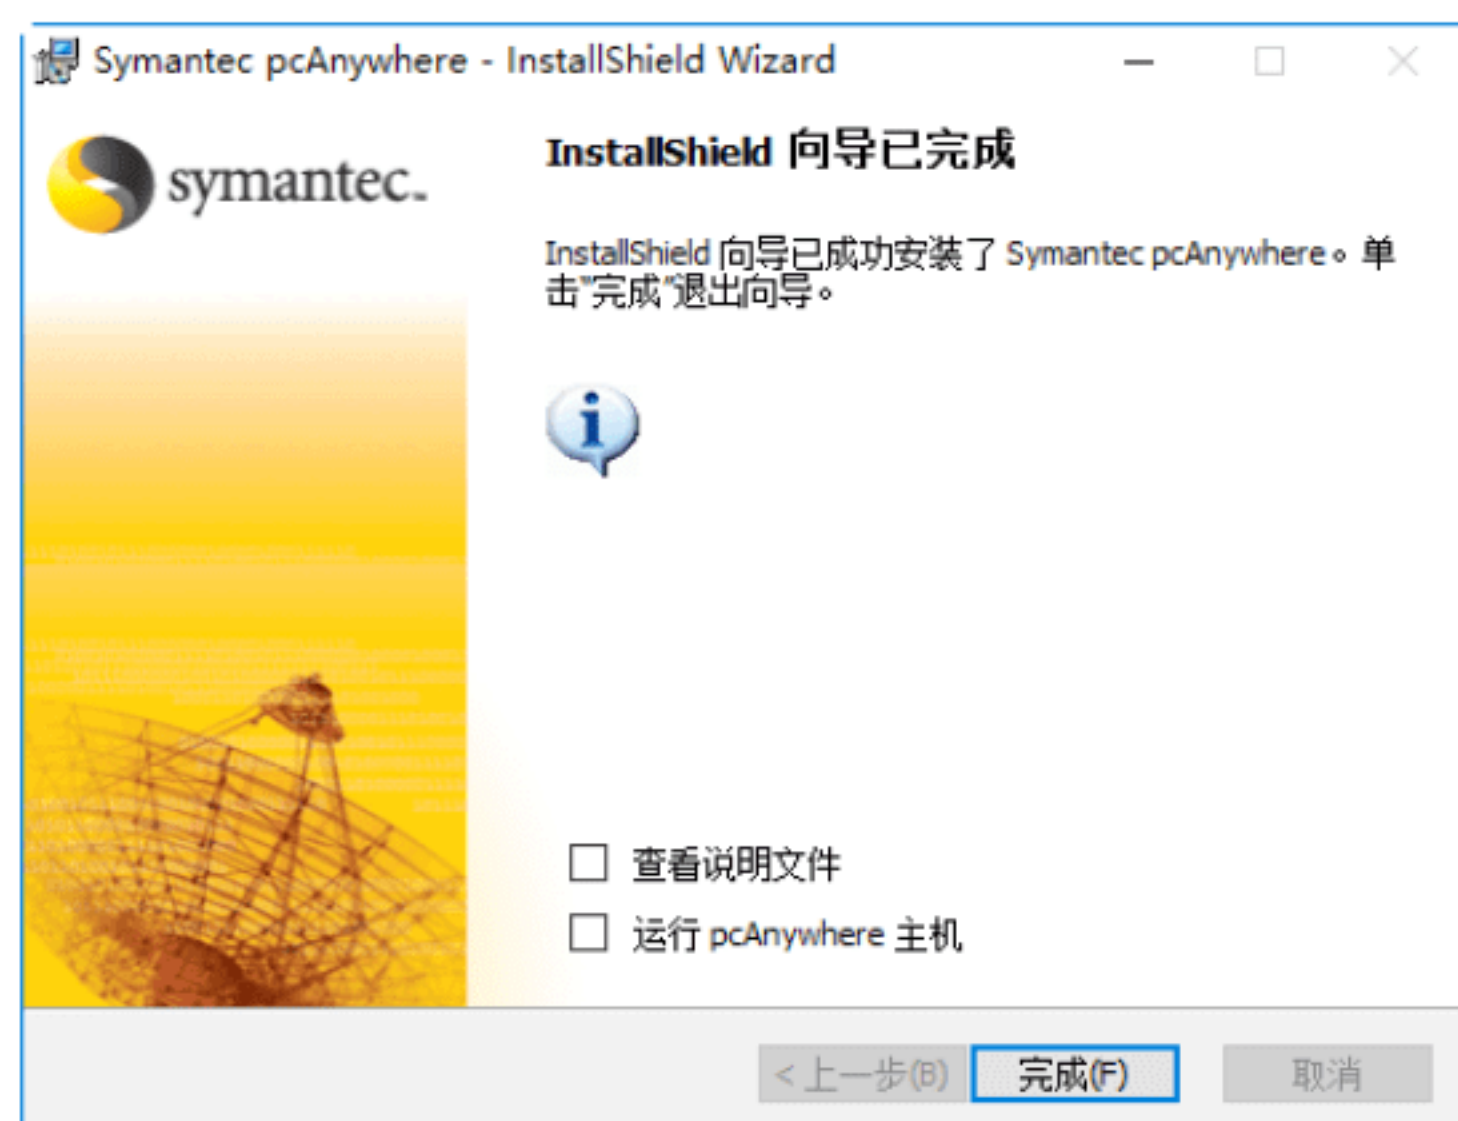 Symantec pcAnywhere - InstallShield Wizard
symantec™
InstallShield 向导已完成
InstallShield 向导已成功安装了 Symantec pcAnywhere。单
击"完成"退出向导。
查看说明文件
运行 pcAnywhere 主机
< 上一步(B)
完成(F)
取消